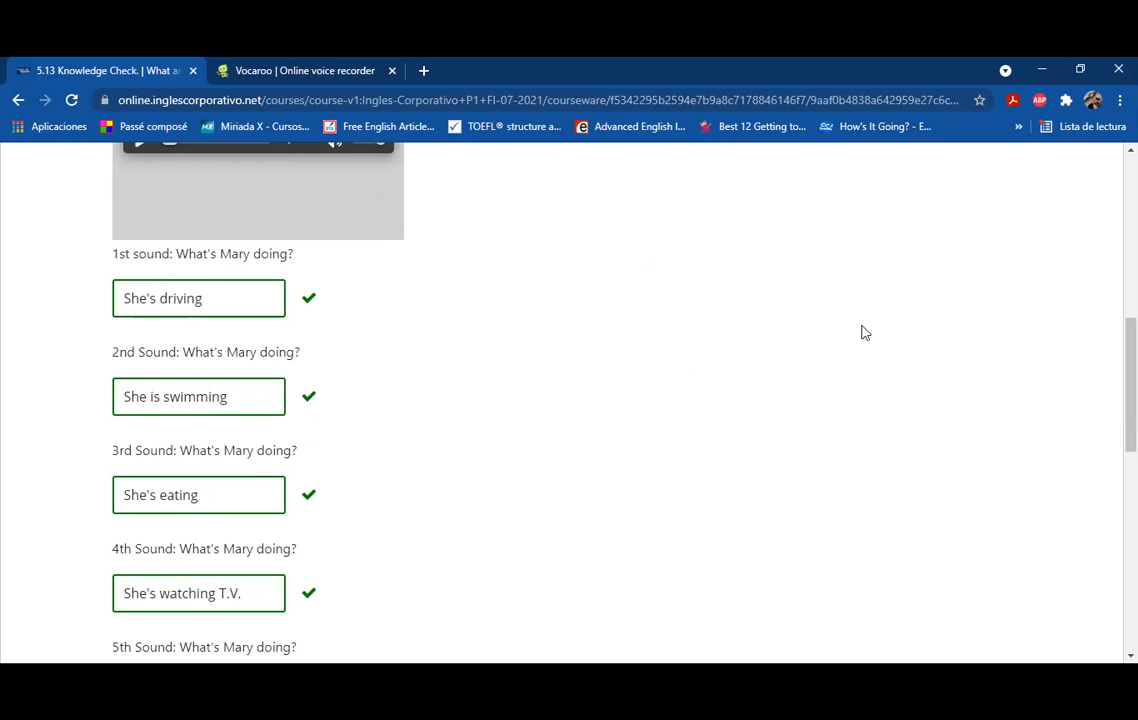 5.13 Knowledge Check. | What ar
Vocaroo | Online voice recorder
online.inglescorporativo.net/courses/course-v1:Ingles-Corporativo+P1+FI-07-2021/courseware/f5342295b2594e7b9a8c7178846146f7/9aaf0b4838a642959e27c6c...
Aplicaciones
Passé composé
Miriada X - Cursos...
Free English Article...
TOEFL® structure a...
Advanced English l...
Best 12 Getting to...
How's It Going? - E...
»
Lista de lectura
1st sound: What's Mary doing?
She's driving
2nd Sound: What's Mary doing?
She is swimming
3rd Sound: What's Mary doing?
She's eating
4th Sound: What's Mary doing?
She's watching T.V.
5th Sound: What's Mary doing?